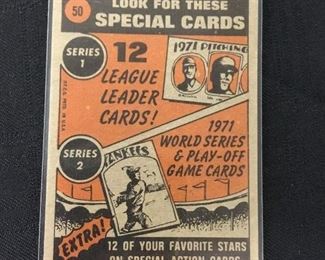 50
LOOK FOR THESE
SPECIAL CARDS
SERIES
1
12
LEAGUE
LEADER
CARDS!
1971 PITCHING
1971
WORLD SERIES
& PLAY-OFF
GAME CARDS
SERIES
2
YANKEES
EXTRA!
12 OF YOUR FAVORITE STARS
ON SPECIAL ACTION CARDS